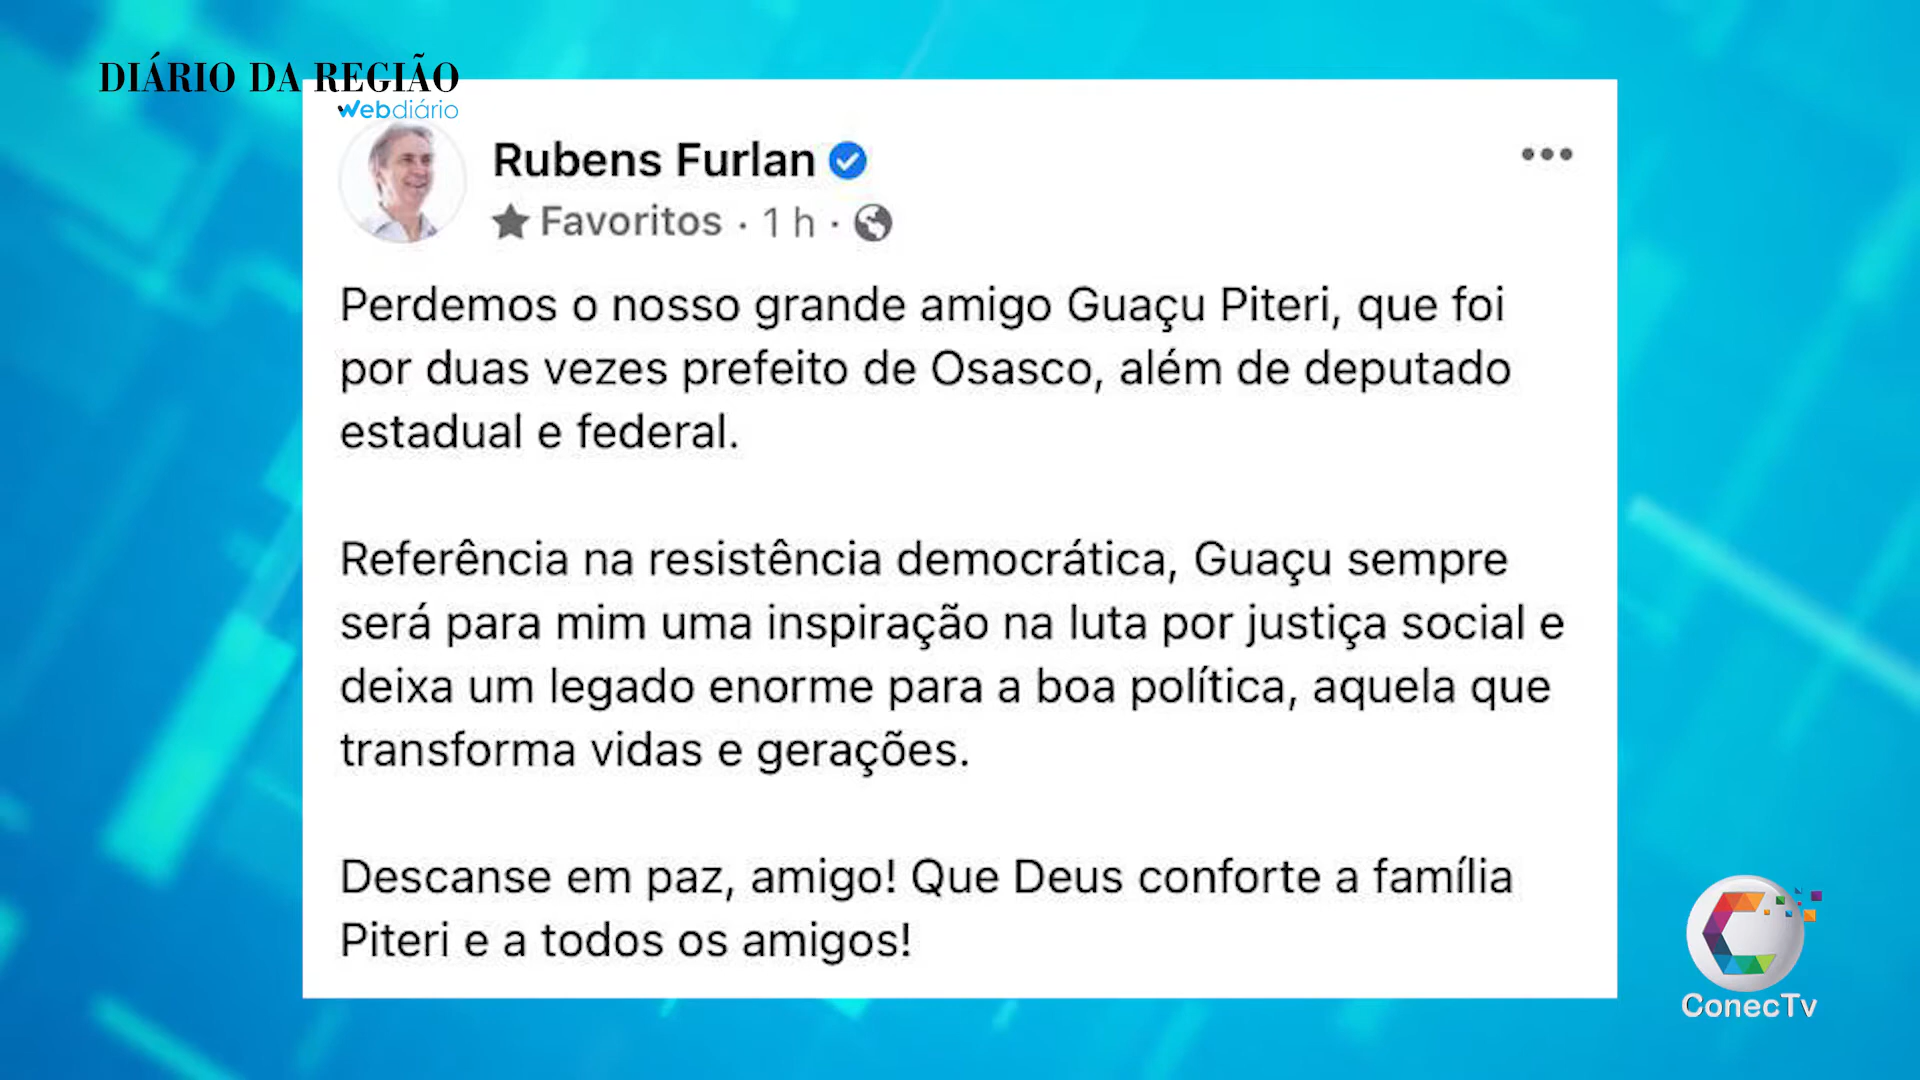 DIÁRIO DA REGIÃO
Webdiário
Rubens Furlan
Favoritos · 1 h ·
Perdemos o nosso grande amigo Guaçu Piteri, que foi
por duas vezes prefeito de Osasco, além de deputado
estadual e federal.
Referência na resistência democrática, Guaçu sempre
será para mim uma inspiração na luta por justiça social e
deixa um legado enorme para a boa política, aquela que
transforma vidas e gerações.
Descanse em paz, amigo! Que Deus conforte a família
Piteri e a todos os amigos!
ConecTv